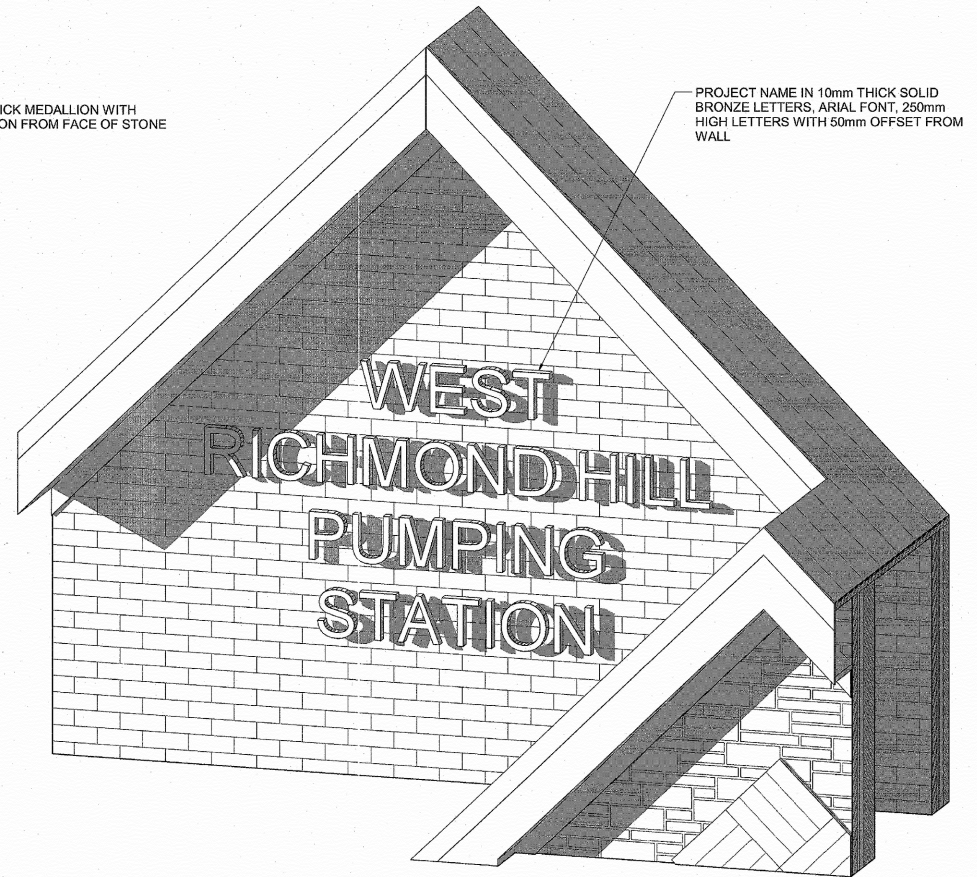 ICK MEDALLION WITH
ON FROM FACE OF STONE
PROJECT NAME IN 10mm THICK SOLID
BRONZE LETTERS, ARIAL FONT, 250mm
HIGH LETTERS WITH 50mm OFFSET FROM
WALL
WEST
RICHMOND HILL
PUMPING
STATION